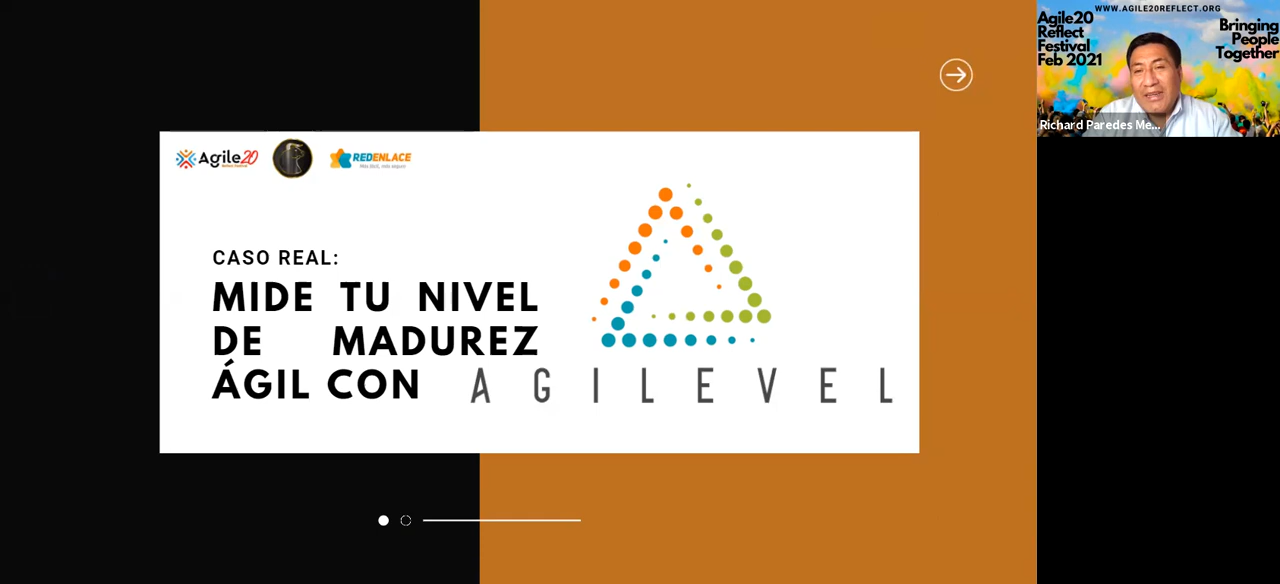 Agile20
REDENLACE
CASO REAL:
MIDE TU NIVEL
DE MADUREZ
ÁGIL CON AGILEVEL
WWW.AGILE20REFLECT.ORG
Agile20
Reflect
Festival
Feb 2021
Bringing
People
Together
Richard Paredes Me...